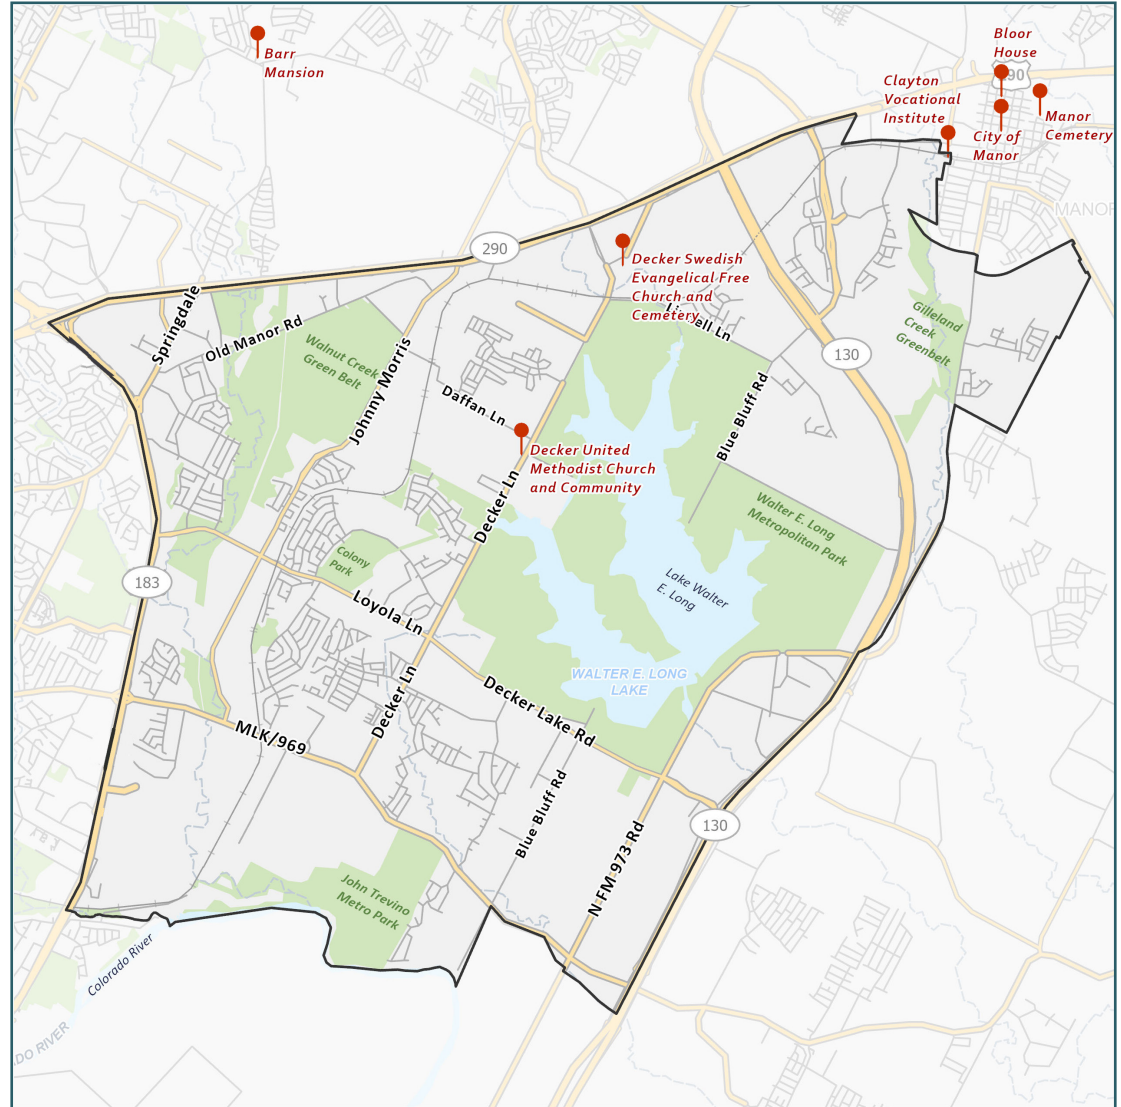 Barr
Mansion
Bloor
House
90
Clayton
Vocational
Institute
City of
Manor
Manor
Cemetery
MANOR
290
Decker Swedish
Evangelical Free
Church and
Cemetery
Springdale
Old Manor Rd
Walnut Creek
Green Belt
Johnny Morris
Gilleland
Creek
Greenbelt
130
Daffan Ln
Blue Bluff Rd
Decker United
Methodist Church
and Community
Decker Ln
Walter E. Long
Metropolitan Park
Colony
Park
183
Lake Walter
E. Long
Loyola Ln
WALTER E. LONG
LAKE
Decker Ln
Decker Lake Rd
MLK/969
Blue Bluff Rd
130
N FM 973 Rd
John Trevino
Metro Park
Colorado River
DO RIVER